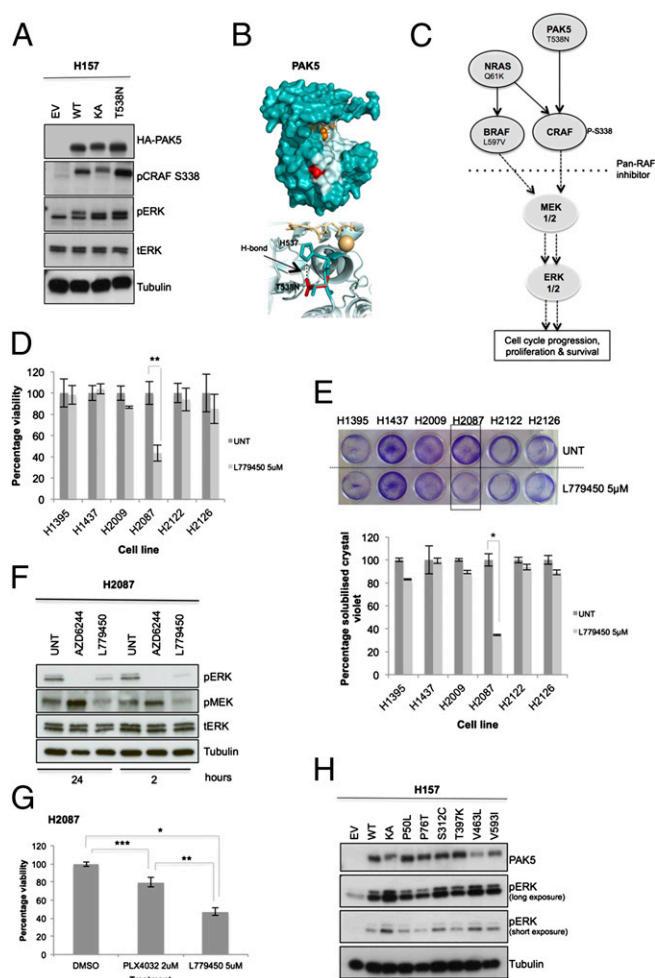 A
H157
EV
WT
KA
T538N
HA-PAK5
pCRAF S338
pERK
tERK
Tubulin
B
PAK5
H537
H-bond
T538N
C
PAK5
T538N
NRAS
Q61K
BRAF
L597V
CRAF
P-S338
Pan-RAF
inhibitor
MEK
1/2
ERK
1/2
Cell cycle progression,
proliferation & survival
D
Percentage viability
120
100
80
60
40
20
0
**
UNT
L779450 5uM
H1395
H1437
H2009
H2087
H2122
H2126
Cell line
E
H1395 H1437 H2009 H2087 H2122 H2126
UNT
L779450 5µM
Percentage solubilised crystal
violet
120
100
80
60
40
20
0
*
UNT
L779450 5uM
H1395
H1437
H2009
H2087
H2122
H2126
Cell line
F
H2087
UNT
AZD6244
L779450
UNT
AZD6244
L779450
pERK
pMEK
tERK
Tubulin
24 2 hours
G
H2087
Percentage viability
120
100
80
60
40
20
0
*
***
**
DMSO PLX4032 2uM L779450 5uM
Treatment
H
H157
EV
WT
KA
P50L
P76T
S312C
T397K
V463L
V593I
PAK5
pERK
(long exposure)
pERK
(short exposure)
Tubulin